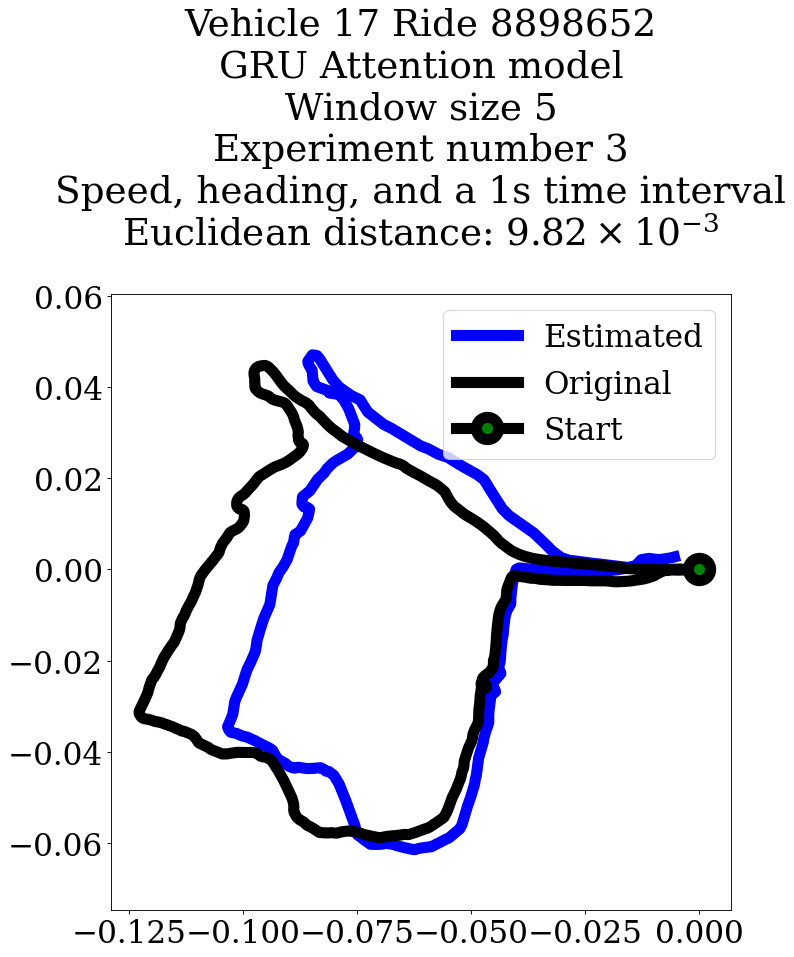 Vehicle 17 Ride 8898652
GRU Attention model
Window size 5
Experiment number 3
Speed, heading, and a 1s time interval
Euclidean distance: 9.82 × 10⁻³
Estimated
Original
Start
0.06
0.04
0.02
0.00
−0.02
−0.04
−0.06
−0.125 −0.100 −0.075 −0.050 −0.025 0.000